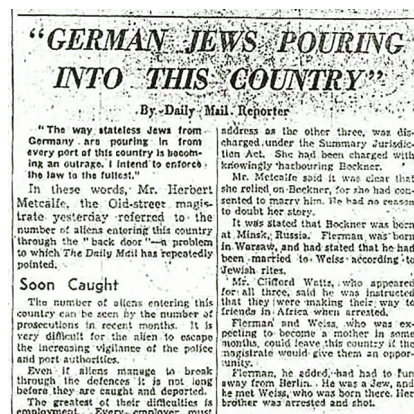 "GERMAN JEWS POURING
INTO THIS COUNTRY"
By Daily Mail Reporter
"The way stateless Jews from
Germany are pouring in from
every port of this country is becom-
ing an outrage. I intend to enforce
the law to the fullest."
In these words, Mr. Herbert
Metcalfe, the Old-street magis-
trate yesterday referred to the
number of aliens entering this country
through the "back door"—a problem
to which The Daily Mail has repeatedly
pointed.
Soon Caught
The number of aliens entering this
country can be seen by the number of
prosecutions in recent months. It is
very difficult for the alien to escape
the increasing vigilance of the police
and port authorities.
Even if aliens manage to break
through the defences it is not long
before they are caught and deported.
The greatest of their difficulties is
employment. Every employer must
address as the other three, was dis-
charged under the Summary Jurisdic-
tion Act. She had been charged with
knowingly harbouring Bockner.
Mr. Metcalfe said it was clear that
she relied on Bockner, for she had con-
sented to marry him. He had no reason
to doubt her story.
It was stated that Bockner was born
at Minsk, Russia. Flerman was born
in Warsaw, and had stated that he had
been married to Weiss according to
Jewish rites.
Mr. Clifford Watts, who appeared
for all three, said he was instructed
that they were making their way to
friends in Africa when arrested.
Flerman and Weiss, who was ex-
pecting to become a mother in some
months, could leave this country if the
magistrate would give them an oppor-
tunity.
Flerman, he added, had had to run
away from Berlin. He was a Jew, and
he met Weiss, who was born there. Her
brother was arrested and shot.